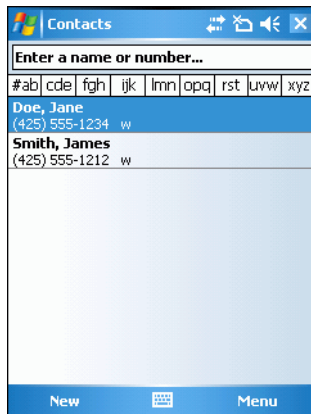 Contacts
Enter a name or number...
#ab cde fgh ijk lmn opq rst uvw xyz
Doe, Jane
(425) 555-1234 w
Smith, James
(425) 555-1212 w
New Menu